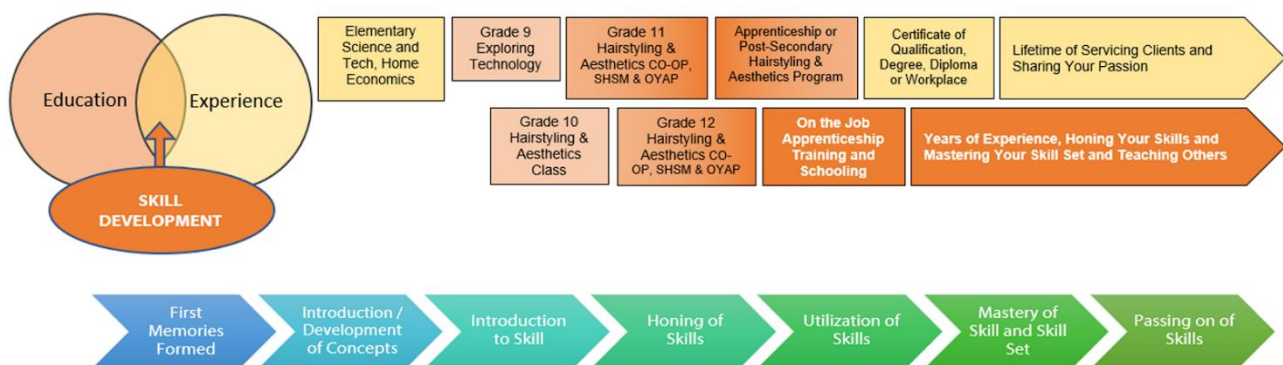 Education
Experience
SKILL
DEVELOPMENT
Elementary
Science and
Tech, Home
Economics
Grade 9
Exploring
Technology
Grade 11
Hairstyling &
Aesthetics CO-OP,
SHSM & OYAP
Apprenticeship or
Post-Secondary
Hairstyling &
Aesthetics Program
Certificate of
Qualification,
Degree, Diploma
or Workplace
Lifetime of Servicing Clients and
Sharing Your Passion
Grade 10
Hairstyling &
Aesthetics
Class
Grade 12
Hairstyling &
Aesthetics CO-
OP, SHSM & OYAP
On the Job
Apprenticeship
Training and
Schooling
Years of Experience, Honing Your Skills and
Mastering Your Skill Set and Teaching Others
First
Memories
Formed
Introduction /
Development
of Concepts
Introduction
to Skill
Honing of
Skills
Utilization of
Skills
Mastery of
Skill and Skill
Set
Passing on of
Skills